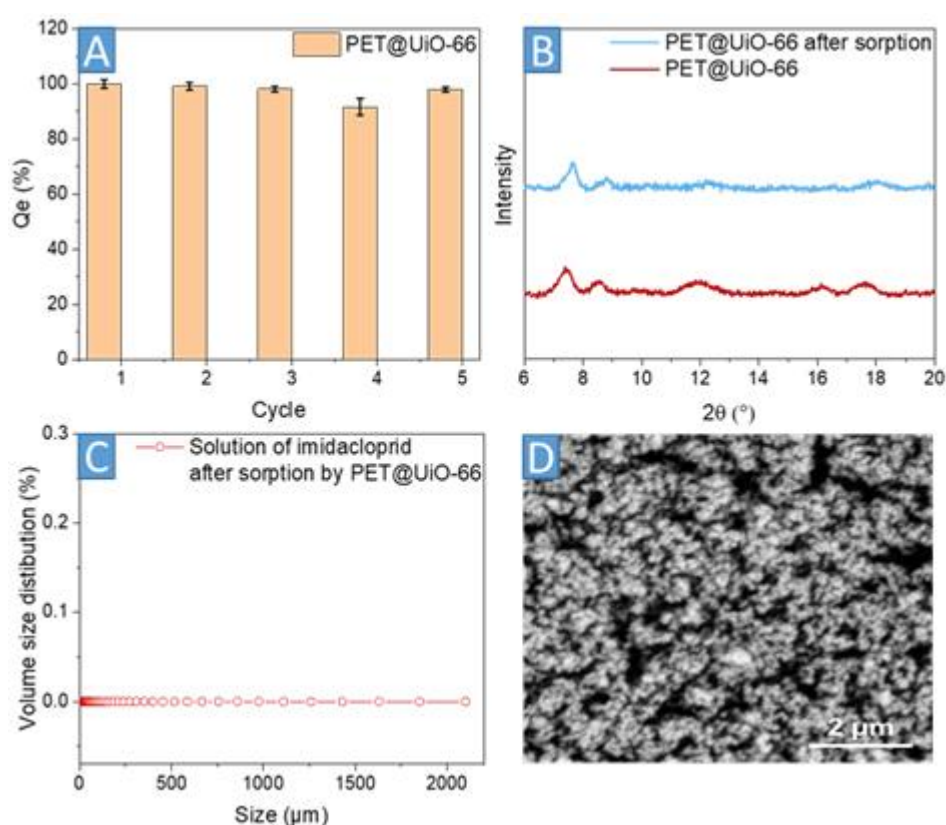 A
PET@UiO-66
Qe (%)
120
100
80
60
40
20
0
1 2 3 4 5
Cycle
B
PET@UiO-66 after sorption
PET@UiO-66
Intensity
6 8 10 12 14 16 18 20
2θ (°)
C
Solution of imidacloprid
after sorption by PET@UiO-66
Volume size distibution (%)
0.3
0.2
0.1
0.0
0 500 1000 1500 2000
Size (µm)
D
2 µm